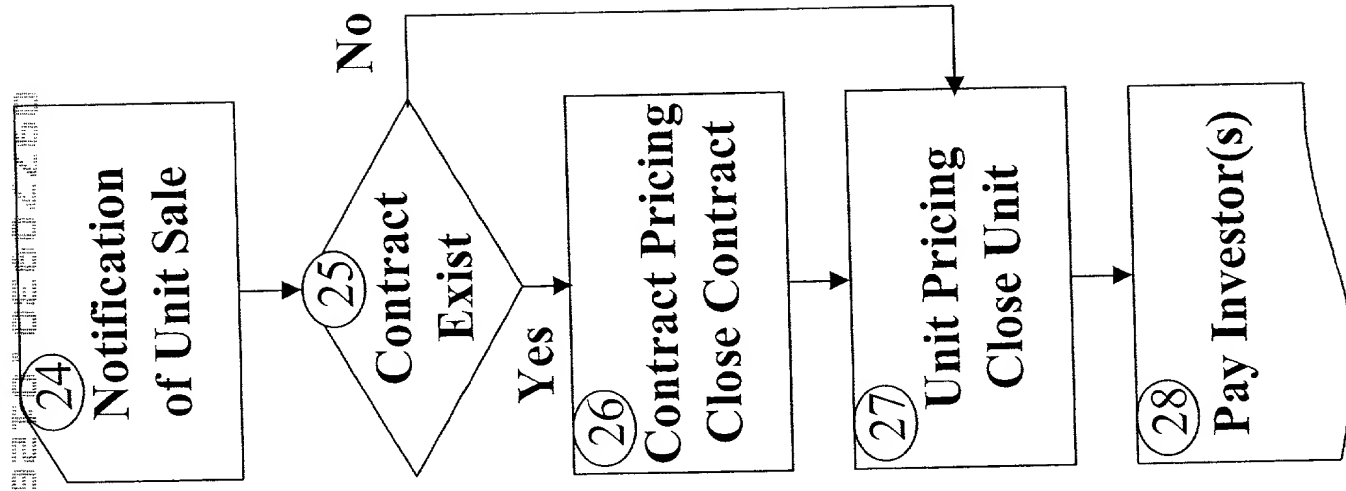 24
Notification
of Unit Sale
25
Contract
Exist
No
Yes
26
Contract Pricing
Close Contract
27
Unit Pricing
Close Unit
28
Pay Investor(s)